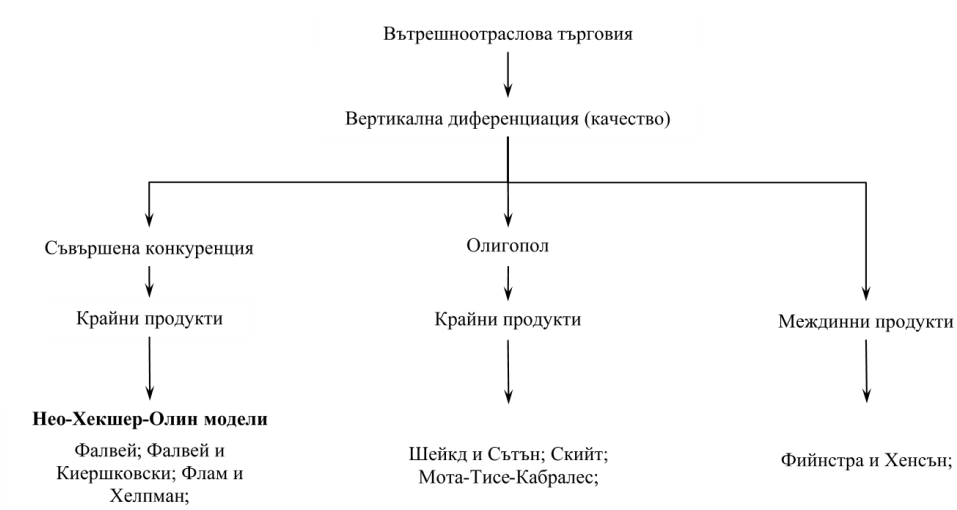 Вътрешноотраслова търговия
Вертикална диференциация (качество)
Съвършена конкуренция
Олигопол
Крайни продукти
Крайни продукти
Междинни продукти
Нео-Хекшер-Олин модели
Фалвей; Фалвей и
Киершковски; Флам и
Хелпман;
Шейкд и Сътън; Скийт;
Мота-Тисе-Кабралес;
Фийнстра и Хенсън;